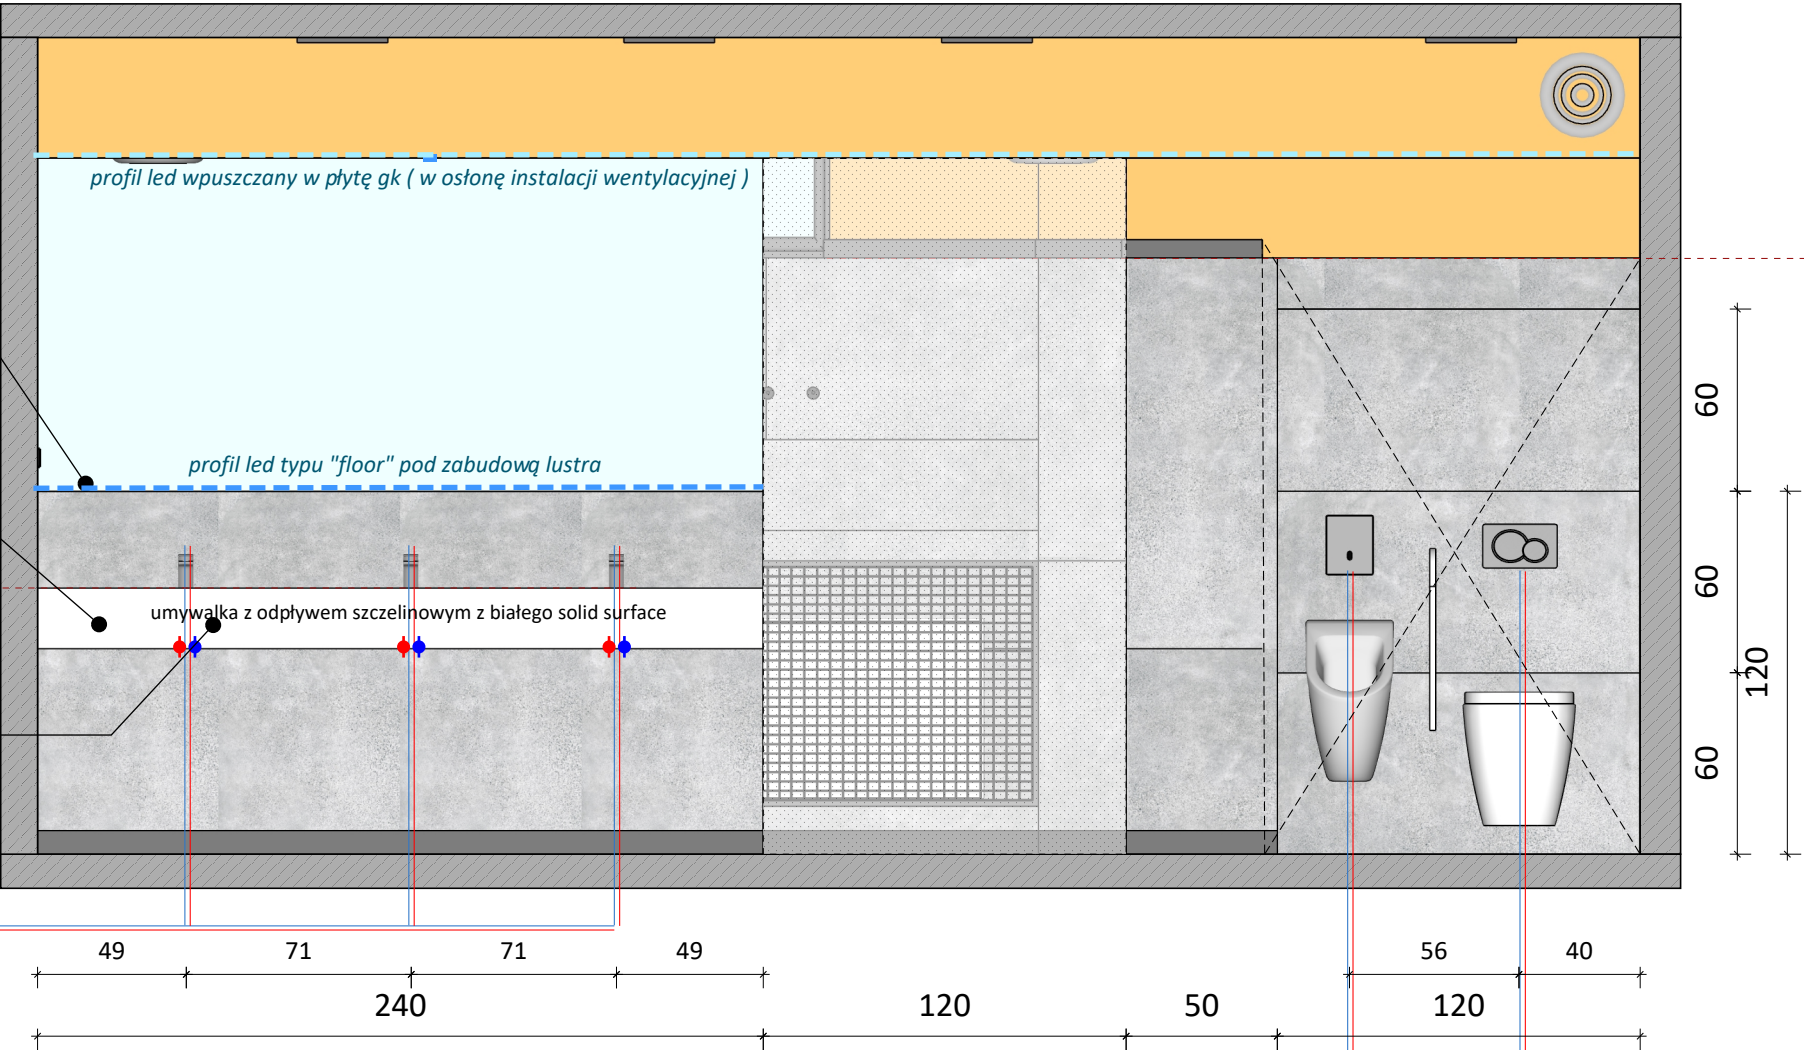 profil led wpuszczany w płytę gk ( w osłonę instalacji wentylacyjnej )
profil led typu "floor" pod zabudową lustra
umywalka z odpływem szczelinowym z białego solid surface
60
60
120
60
49 71 71 49 56 40
240 120 50 120